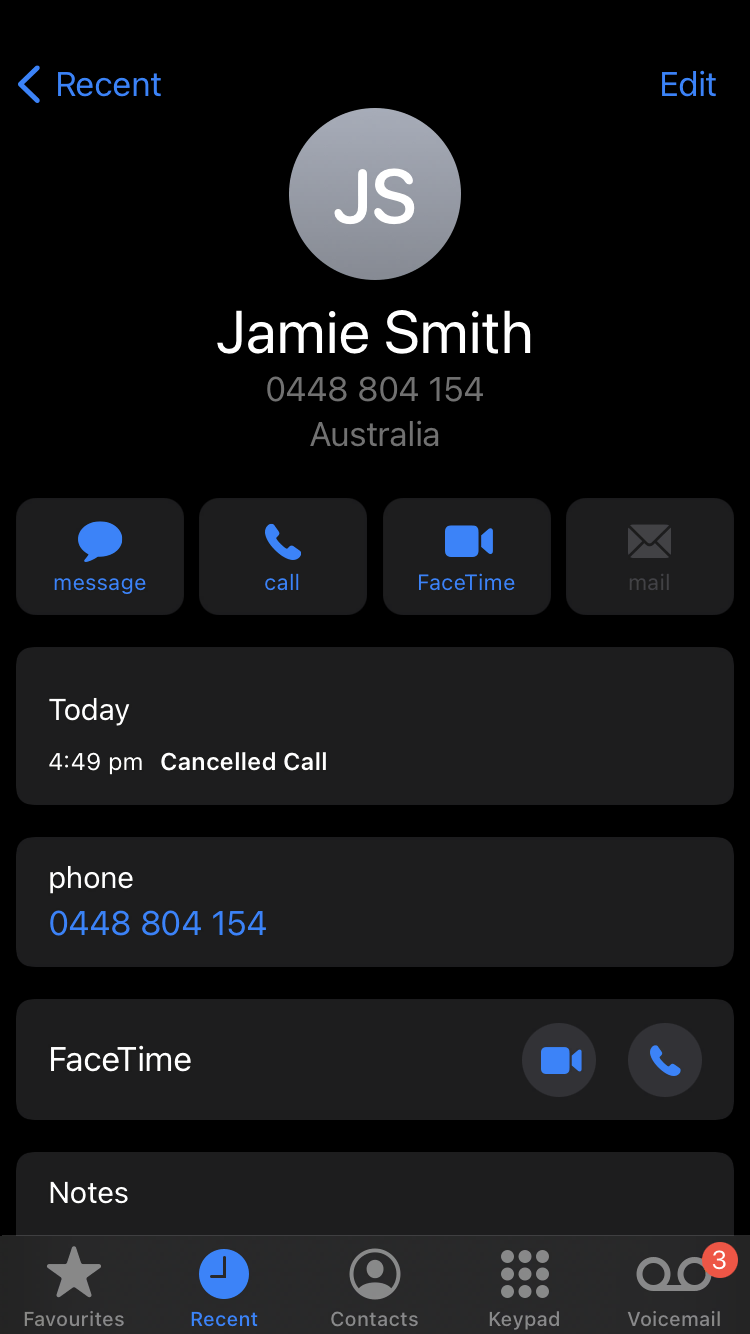 Recent
Edit
JS
Jamie Smith
0448 804 154
Australia
message
call
FaceTime
mail
Today
4:49 pm Cancelled Call
phone
0448 804 154
FaceTime
Notes
3
Favourites
Recent
Contacts
Keypad
Voicemail